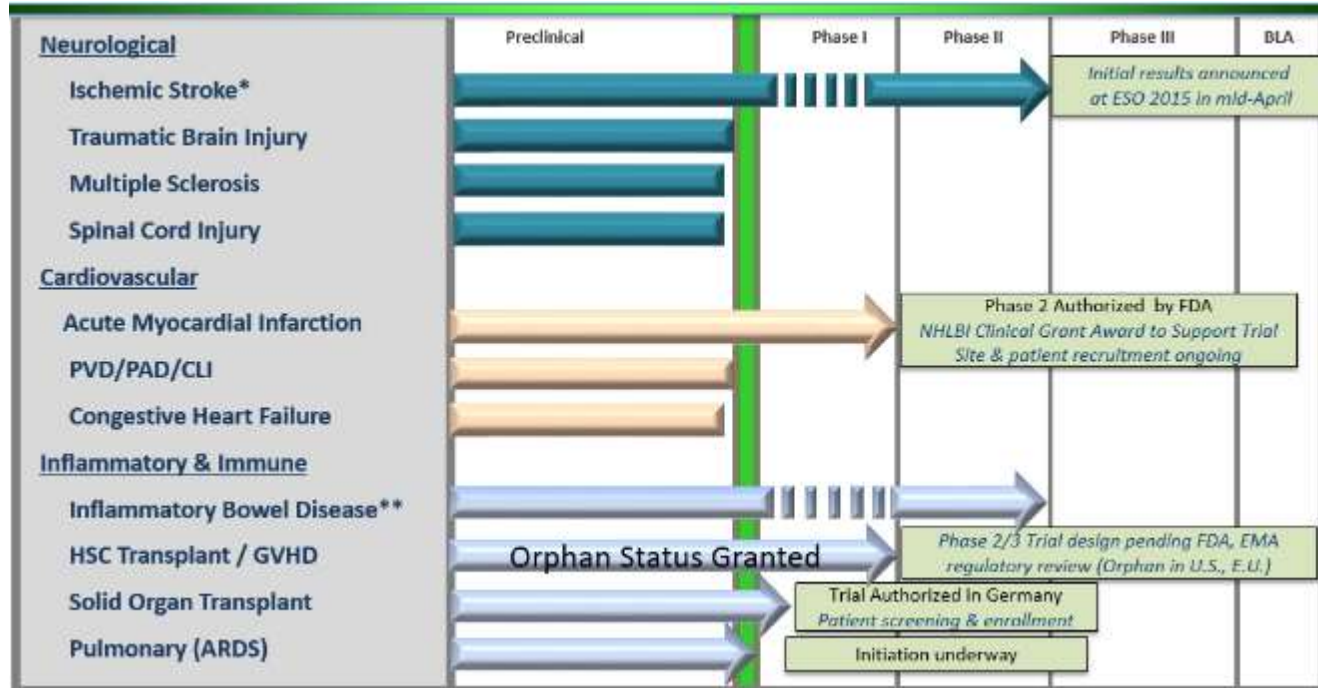 Preclinical
Phase I
Phase II
Phase III
BLA
Neurological
Ischemic Stroke*
Initial results announced
at ESO 2015 in mid-April
Traumatic Brain Injury
Multiple Sclerosis
Spinal Cord Injury
Cardiovascular
Acute Myocardial Infarction
Phase 2 Authorized by FDA
NHLBI Clinical Grant Award to Support Trial
Site & patient recruitment ongoing
PVD/PAD/CLI
Congestive Heart Failure
Inflammatory & Immune
Inflammatory Bowel Disease**
HSC Transplant / GVHD
Orphan Status Granted
Phase 2/3 Trial design pending FDA, EMA
regulatory review (Orphan in U.S., E.U.)
Solid Organ Transplant
Trial Authorized in Germany
Patient screening & enrollment
Pulmonary (ARDS)
Initiation underway